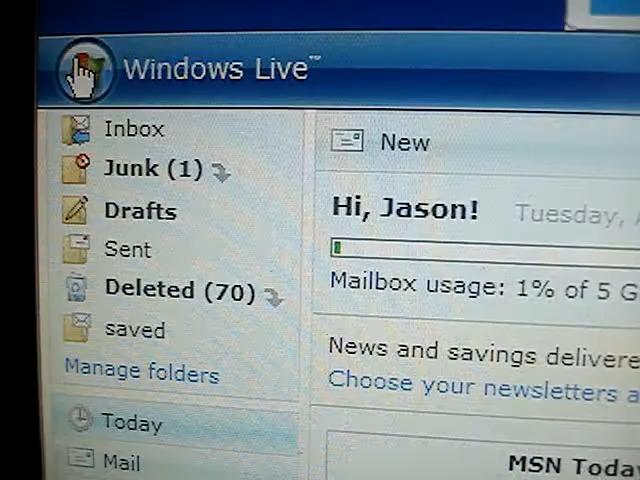 Windows Live™
Inbox
Junk (1)
Drafts
Sent
Deleted (70)
saved
Manage folders
Today
Mail
New
Hi, Jason! Tuesday,
Mailbox usage: 1% of 5 G
News and savings delivere
Choose your newsletters a
MSN Today